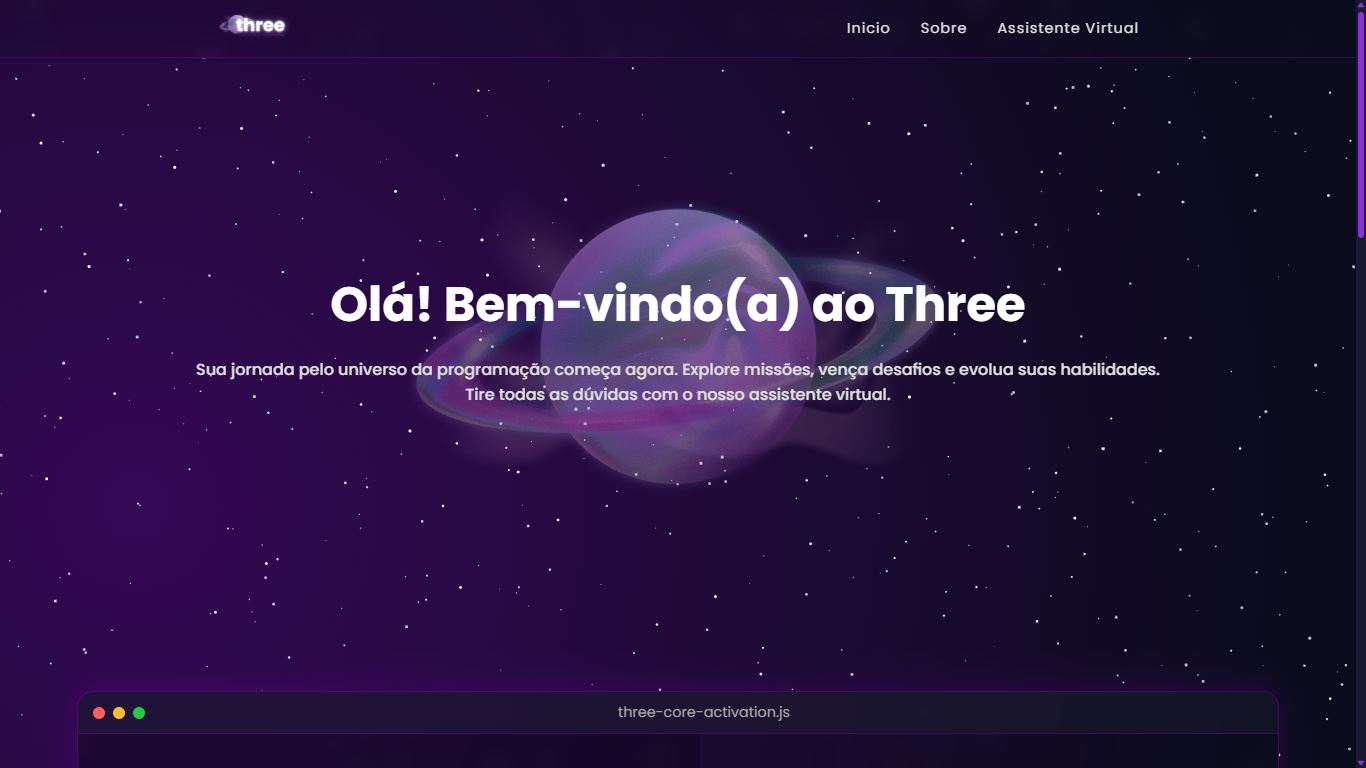 three
Inicio
Sobre
Assistente Virtual
Olá! Bem-vindo(a) ao Three
Sua jornada pelo universo da programação começa agora. Explore missões, vença desafios e evolua suas habilidades.
Tire todas as dúvidas com o nosso assistente virtual.
three-core-activation.js